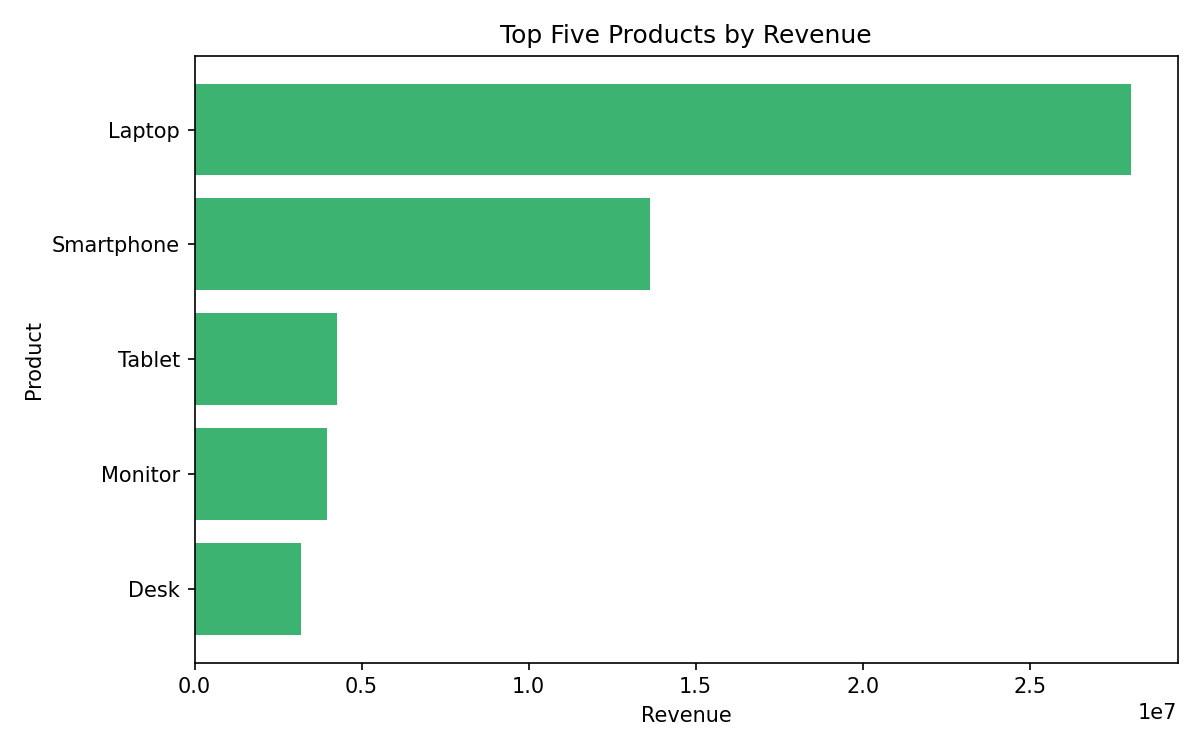 Top Five Products by Revenue
Laptop
Smartphone
Tablet
Monitor
Desk
Product
0.0 0.5 1.0 1.5 2.0 2.5
Revenue
1e7